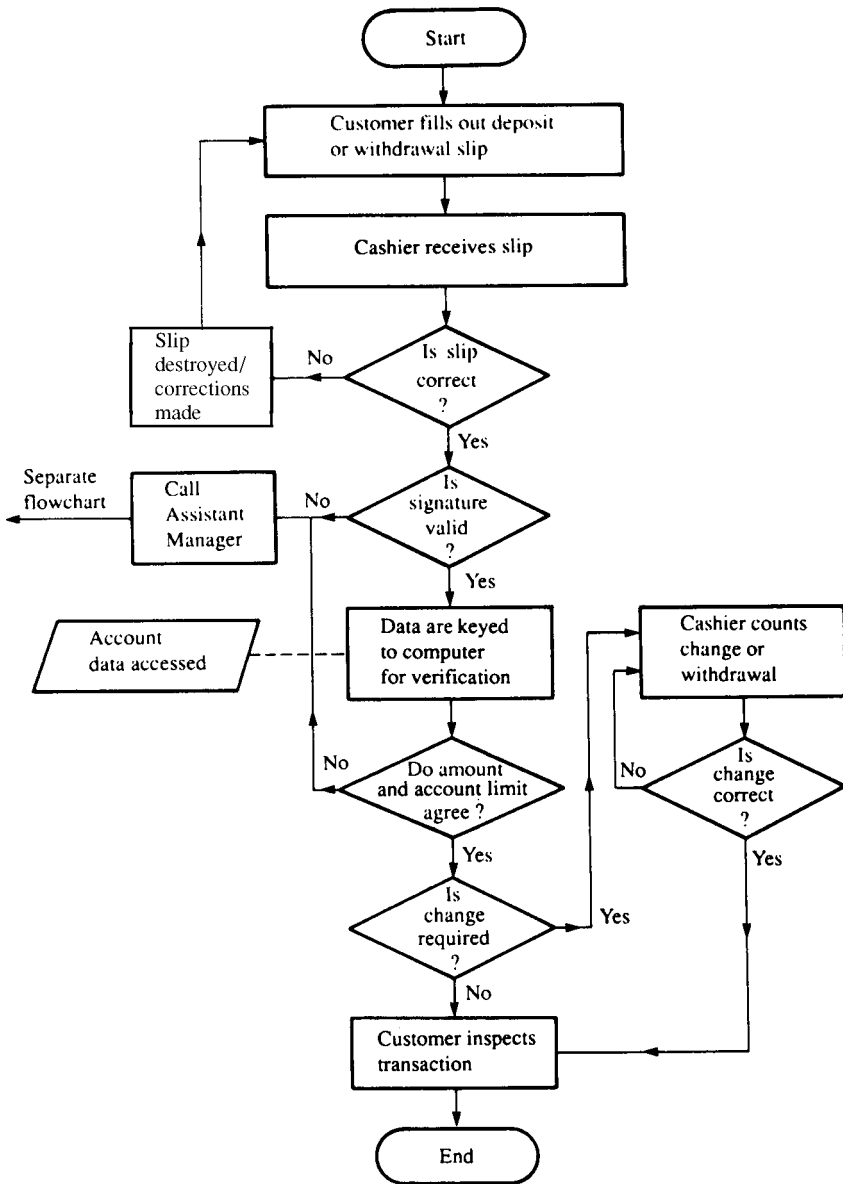 Start
Customer fills out deposit
or withdrawal slip
Cashier receives slip
Is slip
correct
?
No
Slip
destroyed/
corrections
made
Yes
Is
signature
valid
?
No
Call
Assistant
Manager
Separate
flowchart
Yes
Data are keyed
to computer
for verification
Account
data accessed
Do amount
and account limit
agree ?
No
Yes
Is
change
required
?
Yes
Cashier counts
change or
withdrawal
Is
change
correct
?
No
Yes
No
Customer inspects
transaction
End